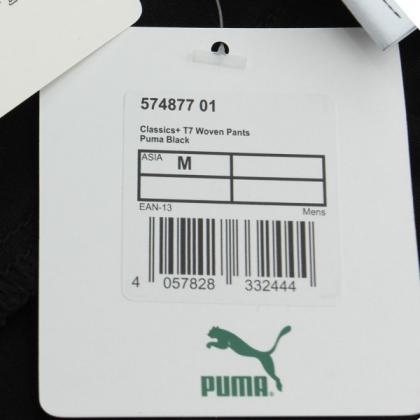 574877 01
Classics+ T7 Woven Pants
Puma Black
ASIA M
EAN-13 Mens
4 057828 332444
PUMA